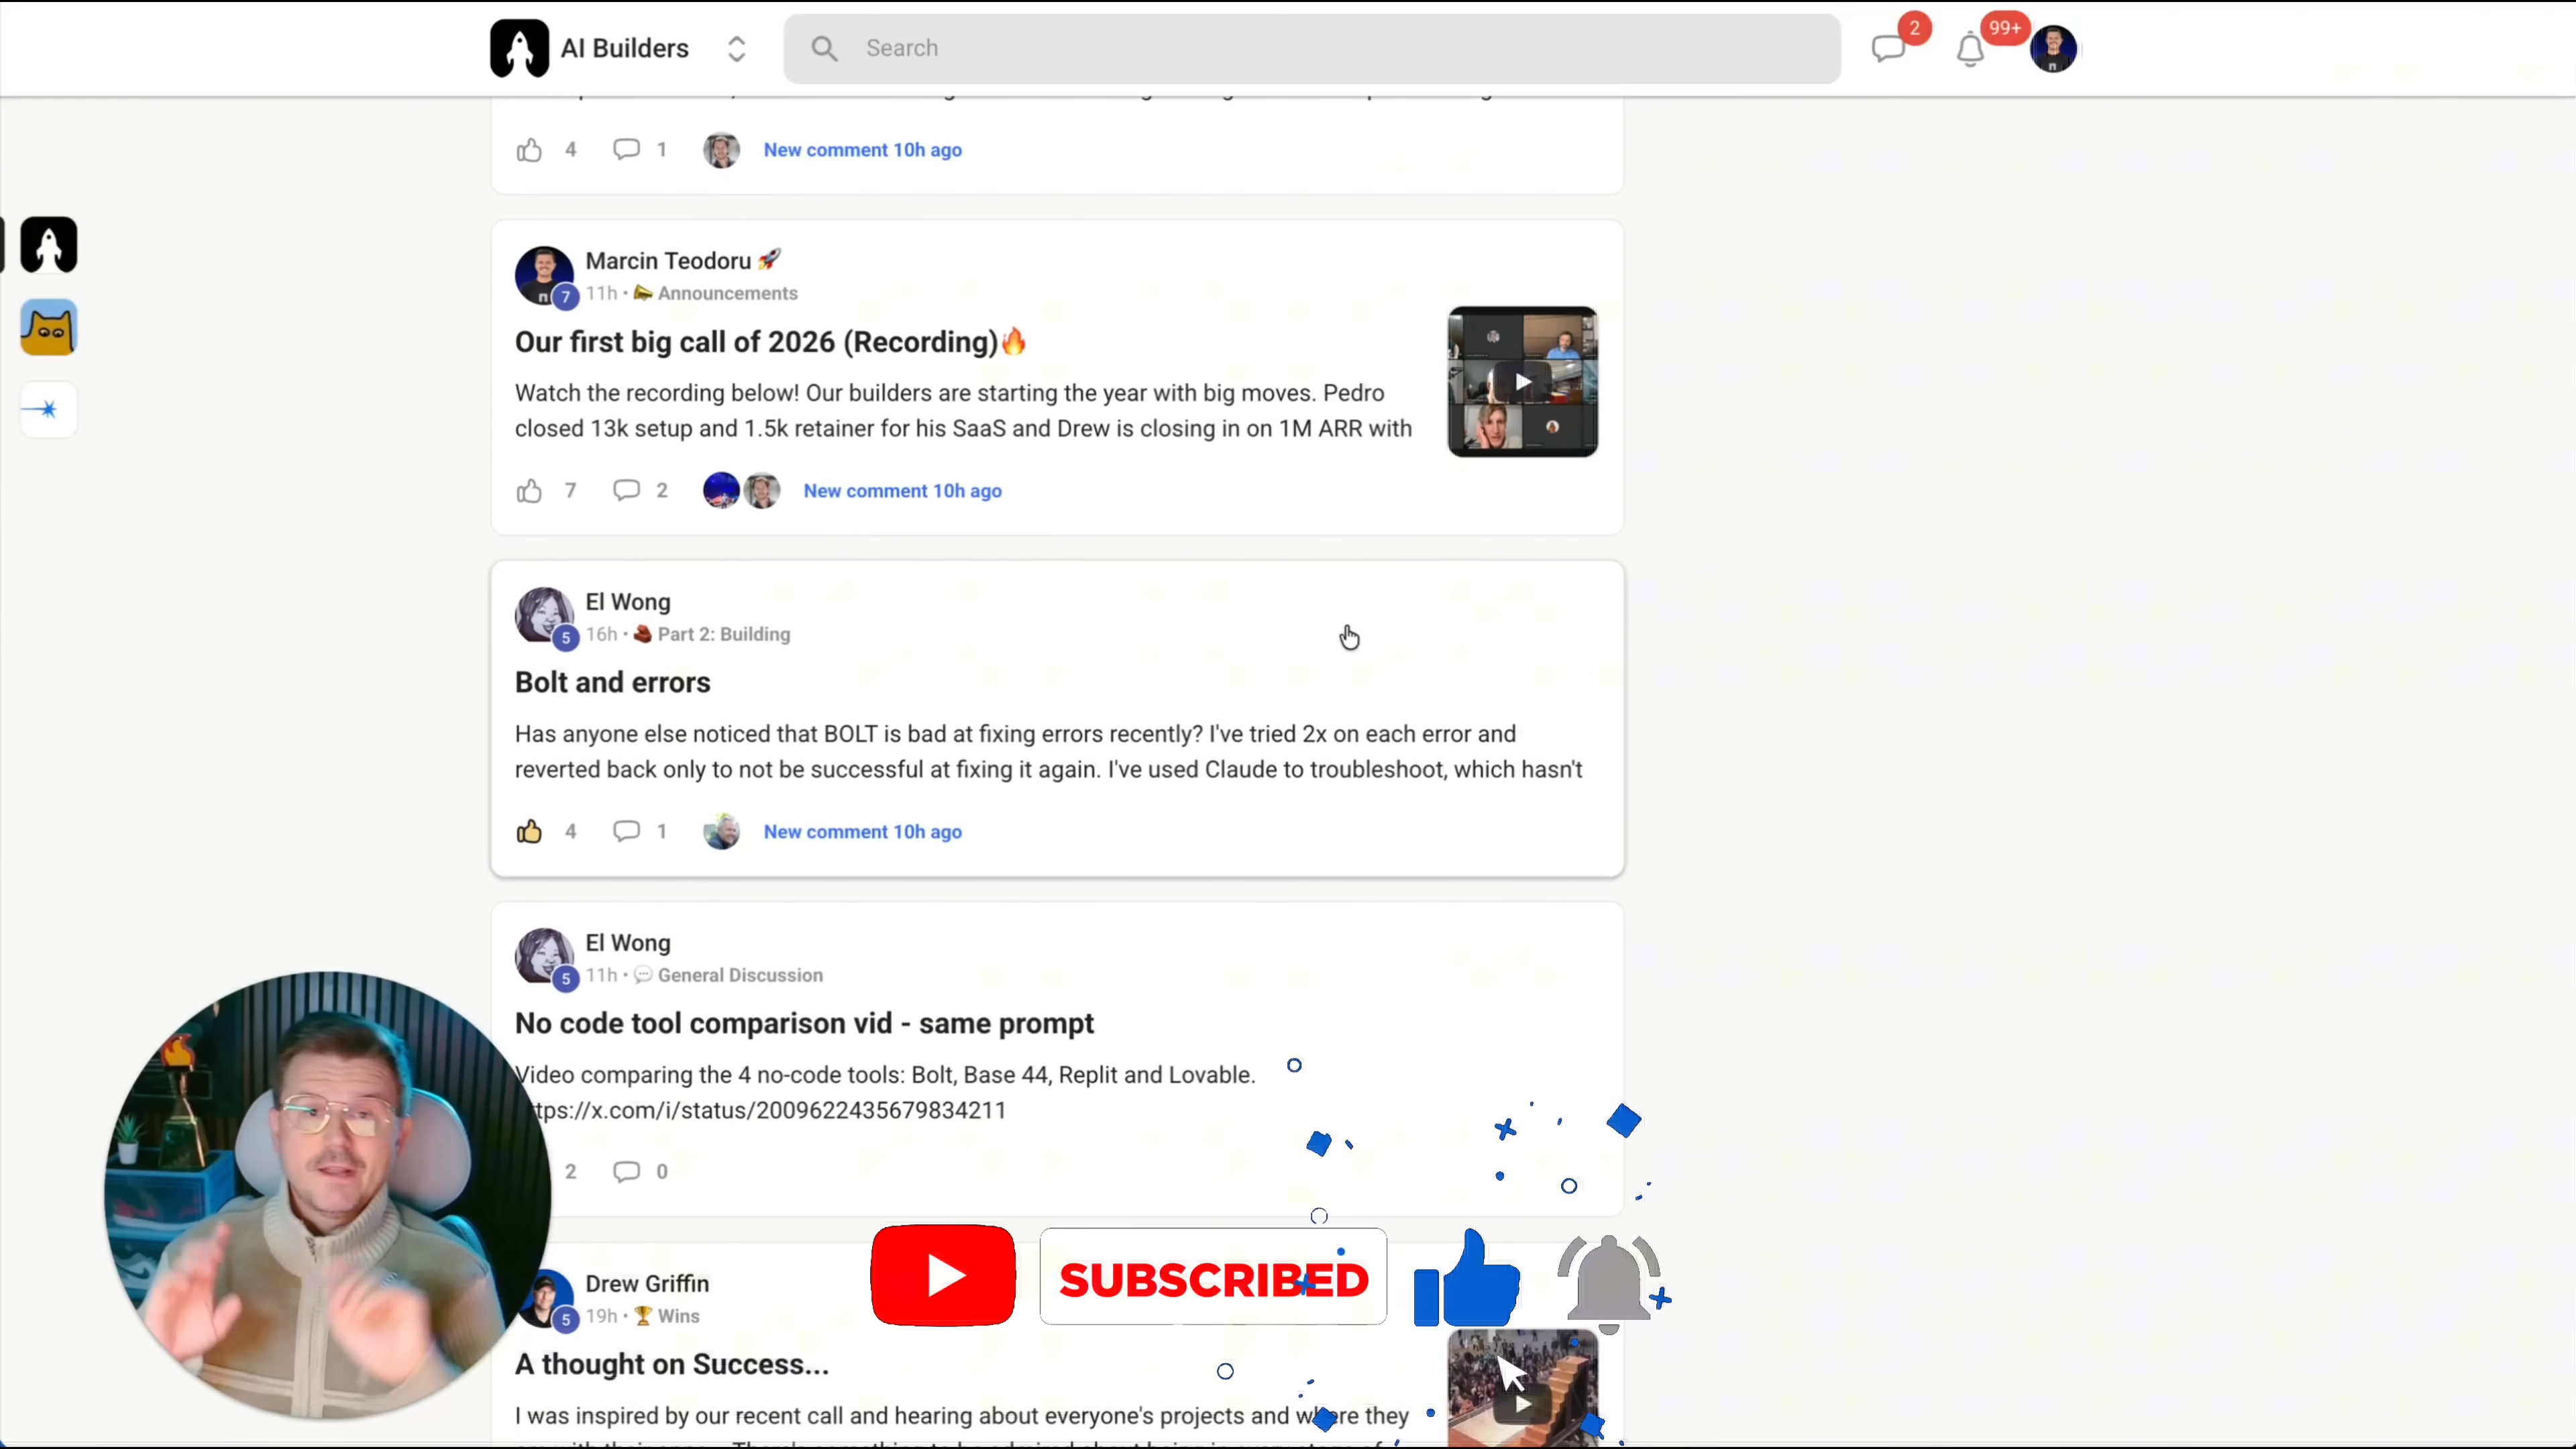 AI Builders
Search
2
99+
4
1
New comment 10h ago
Marcin Teodoru 🚀
7
11h • 📣 Announcements
Our first big call of 2026 (Recording)🔥
Watch the recording below! Our builders are starting the year with big moves. Pedro
closed 13k setup and 1.5k retainer for his SaaS and Drew is closing in on 1M ARR with
7
2
New comment 10h ago
El Wong
5
16h • 🧱 Part 2: Building
Bolt and errors
Has anyone else noticed that BOLT is bad at fixing errors recently? I've tried 2x on each error and
reverted back only to not be successful at fixing it again. I've used Claude to troubleshoot, which hasn't
4
1
New comment 10h ago
El Wong
5
11h • 💬 General Discussion
No code tool comparison vid - same prompt
Video comparing the 4 no-code tools: Bolt, Base 44, Replit and Lovable.
tps://x.com/i/status/2009622435679834211
2
0
Drew Griffin
5
19h • 🏆 Wins
SUBSCRIBED
A thought on Success...
I was inspired by our recent call and hearing about everyone's projects and where they